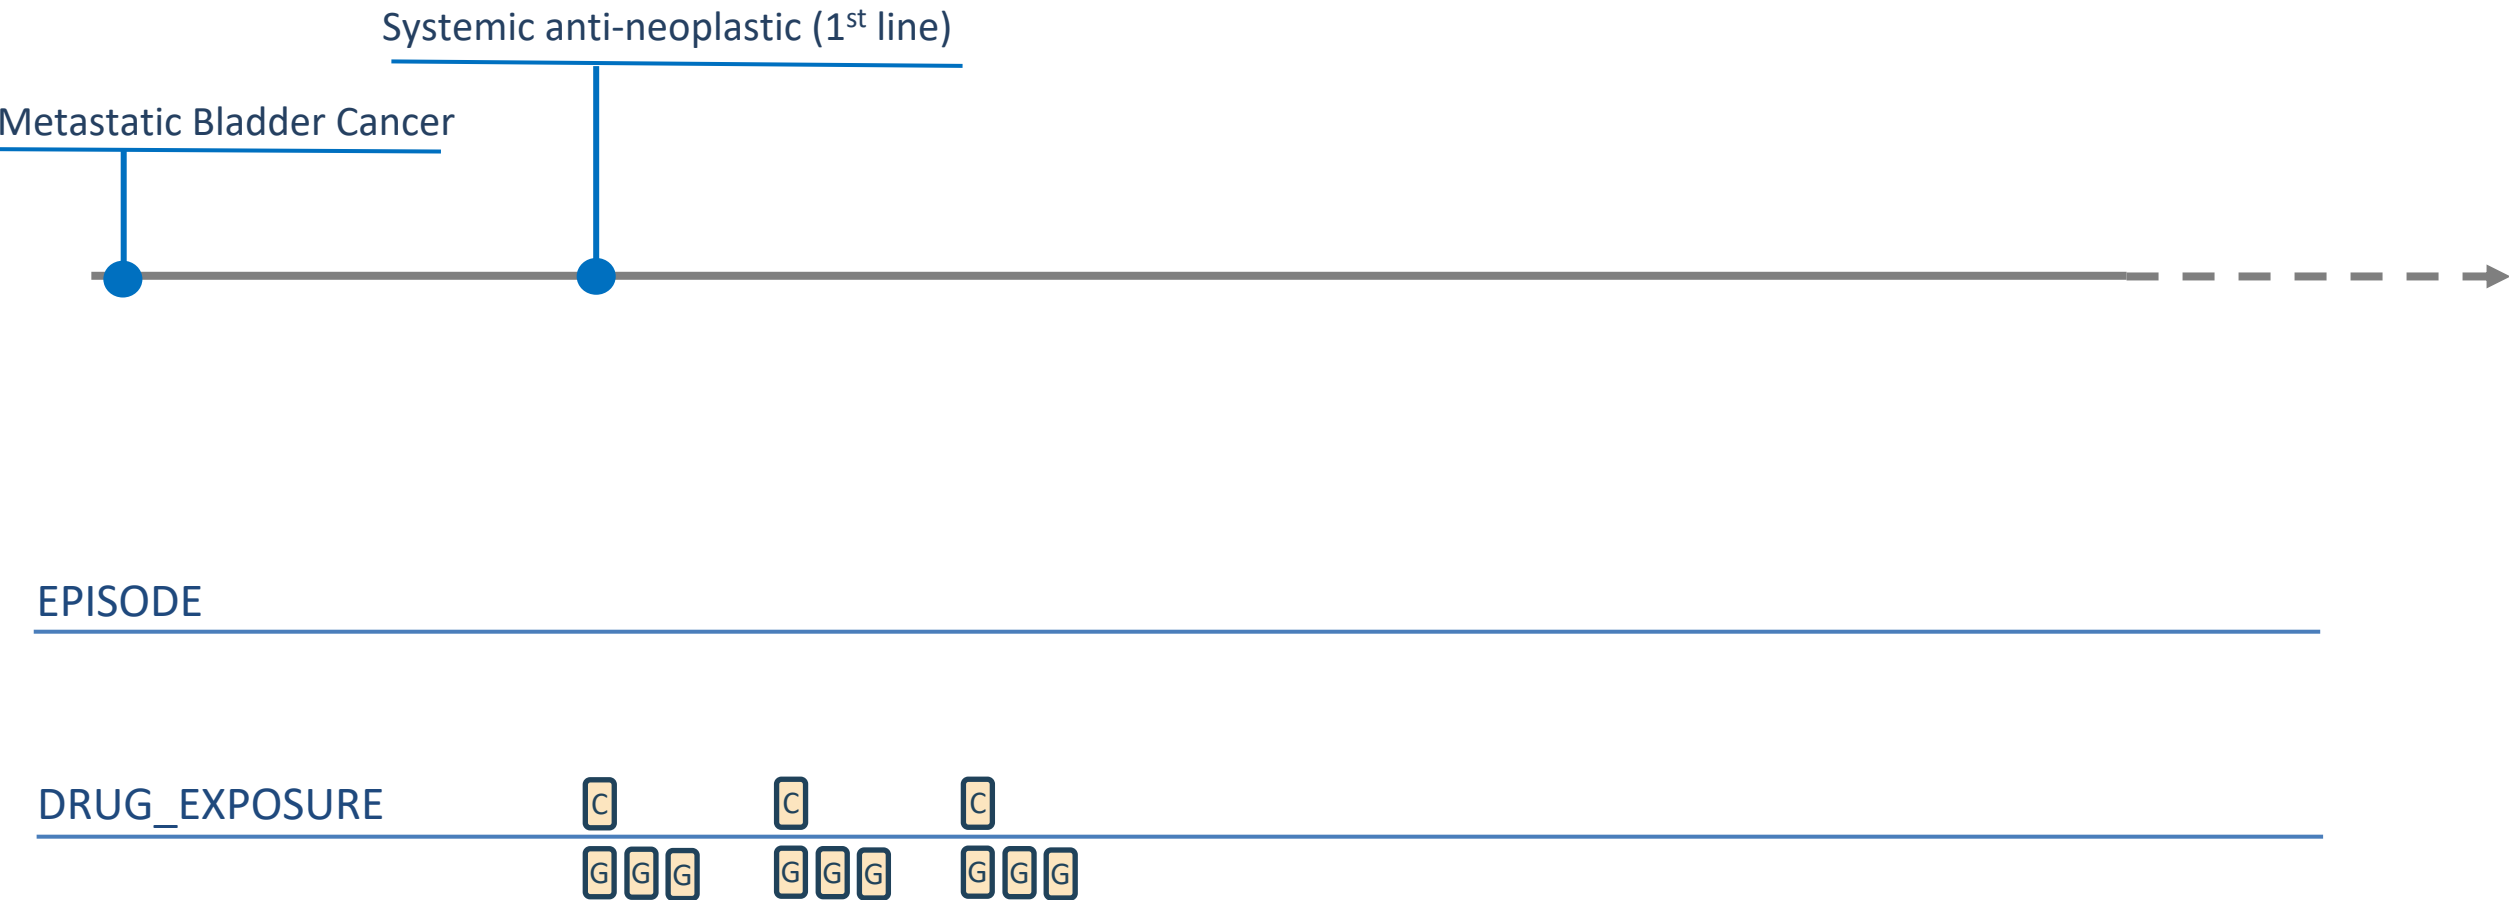 Systemic anti-neoplastic (1st line)
Metastatic Bladder Cancer
EPISODE
DRUG_EXPOSURE
C C C
G G G G G G G G G